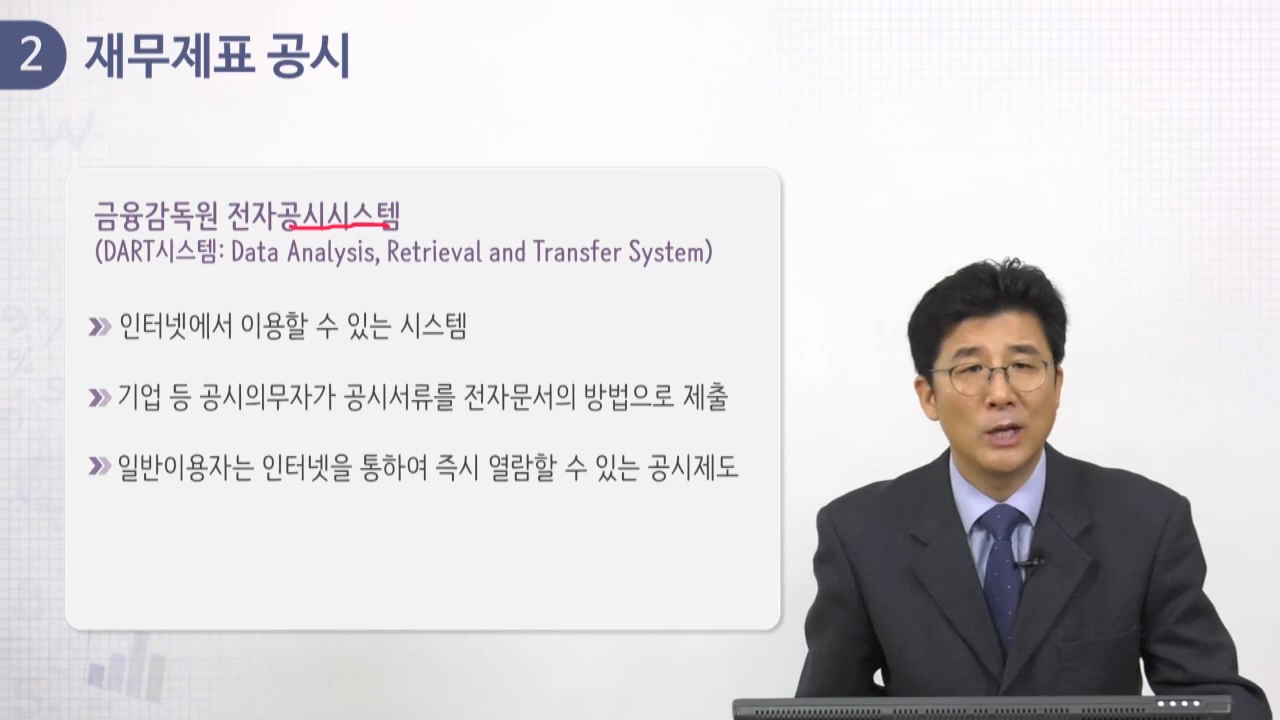 2 재무제표 공시
금융감독원 전자공시시스템
(DART시스템: Data Analysis, Retrieval and Transfer System)
» 인터넷에서 이용할 수 있는 시스템
» 기업 등 공시의무자가 공시서류를 전자문서의 방법으로 제출
» 일반이용자는 인터넷을 통하여 즉시 열람할 수 있는 공시제도